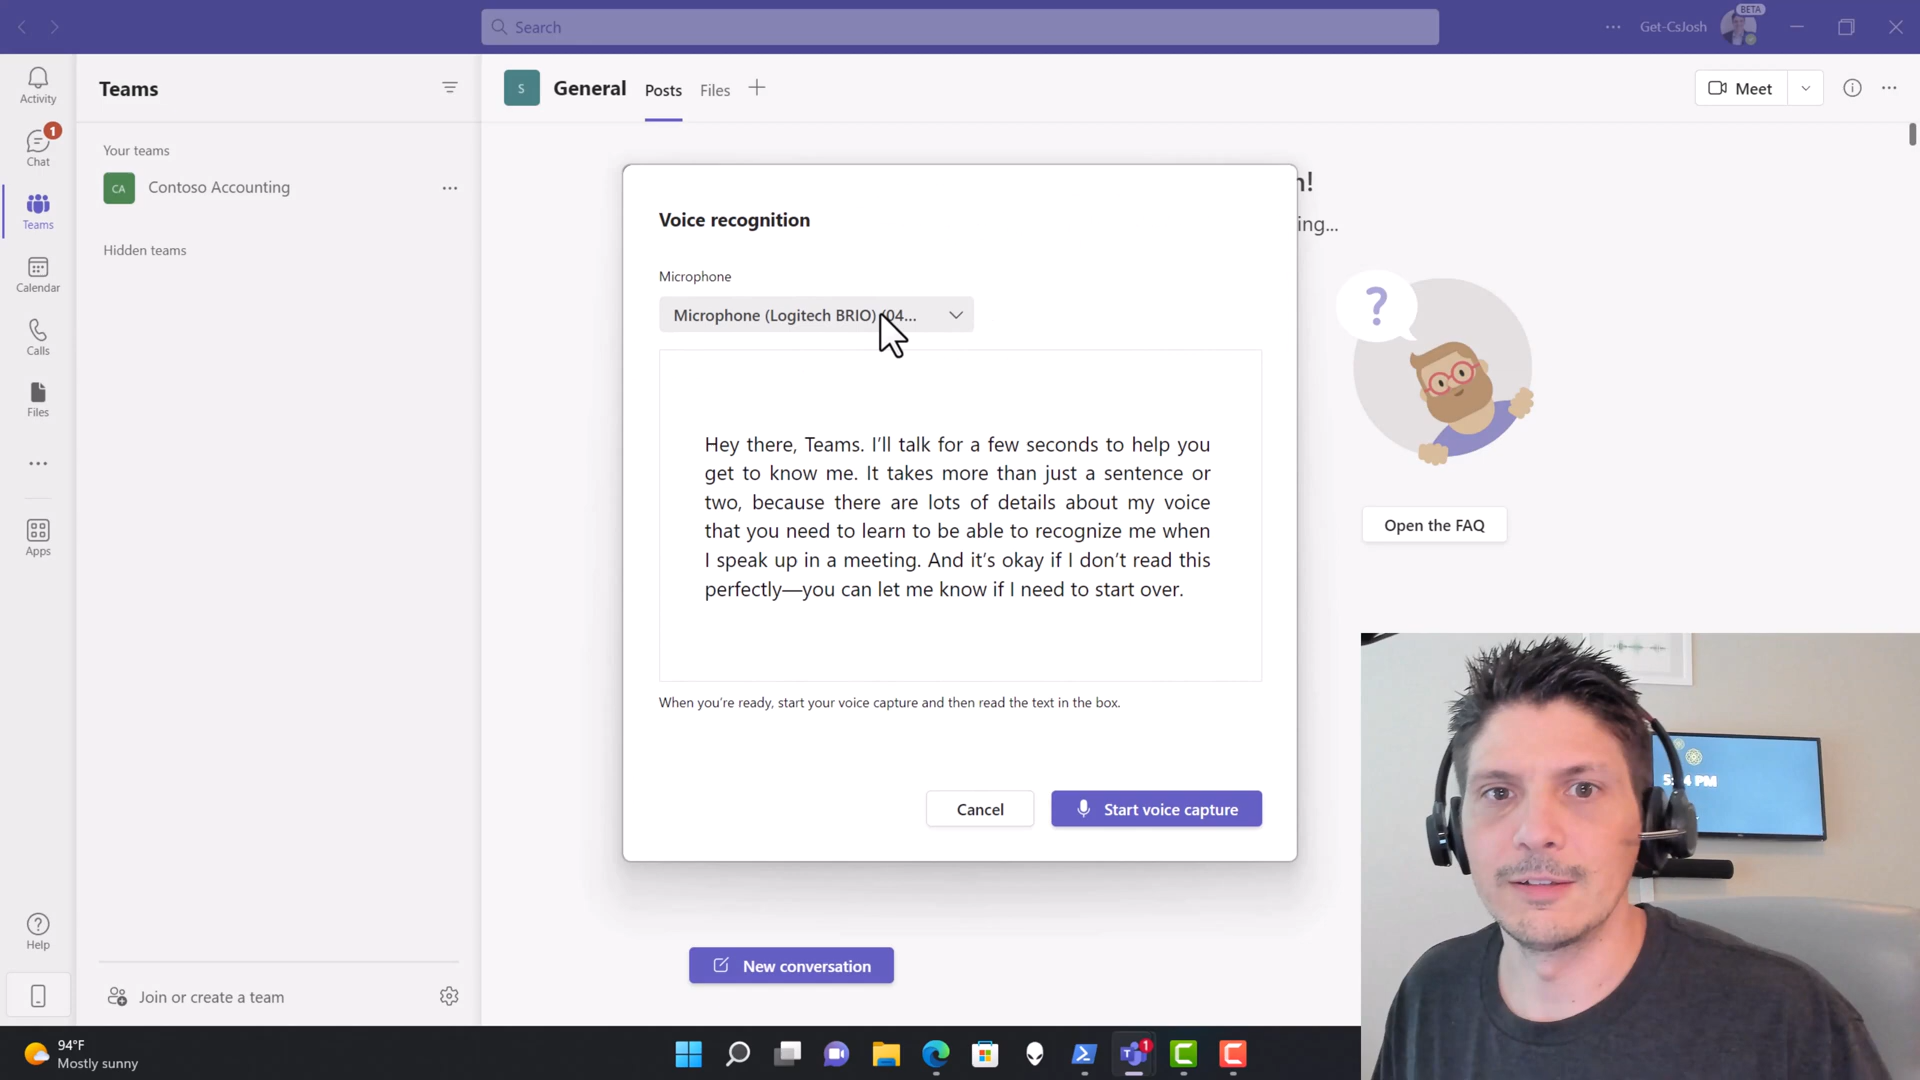 Search
Get-CsJosh
BETA
Activity
1
Chat
Teams
Calendar
Calls
Files
Apps
Help
Teams
Your teams
CA
Contoso Accounting
Hidden teams
Join or create a team
S
General
Posts
Files
Meet
n!
ing...
?
Open the FAQ
Voice recognition
Microphone
Microphone (Logitech BRIO) (04...
Hey there, Teams. I'll talk for a few seconds to help you
get to know me. It takes more than just a sentence or
two, because there are lots of details about my voice
that you need to learn to be able to recognize me when
I speak up in a meeting. And it's okay if I don't read this
perfectly—you can let me know if I need to start over.
When you're ready, start your voice capture and then read the text in the box.
Cancel
Start voice capture
New conversation
PM
94°F
Mostly sunny
1